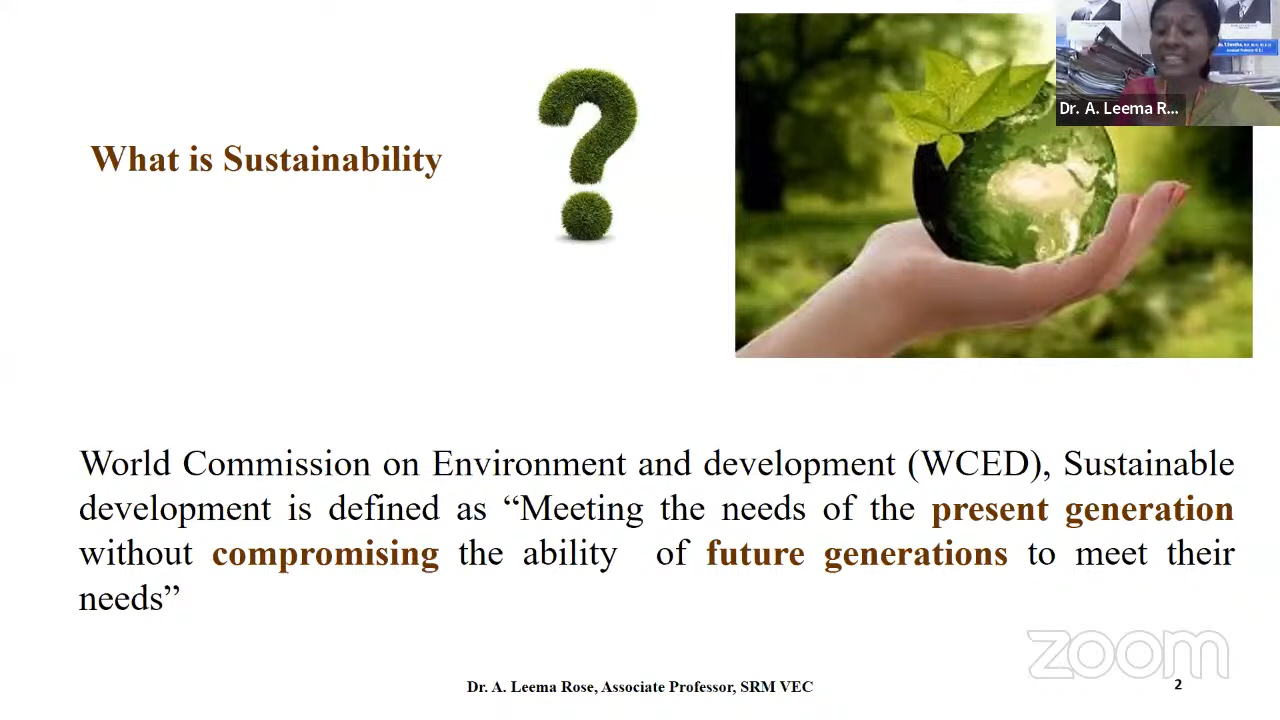 Dr. A. Leema R...
What is Sustainability
World Commission on Environment and development (WCED), Sustainable
development is defined as “Meeting the needs of the present generation
without compromising the ability of future generations to meet their
needs”
zoom
Dr. A. Leema Rose, Associate Professor, SRM VEC
2